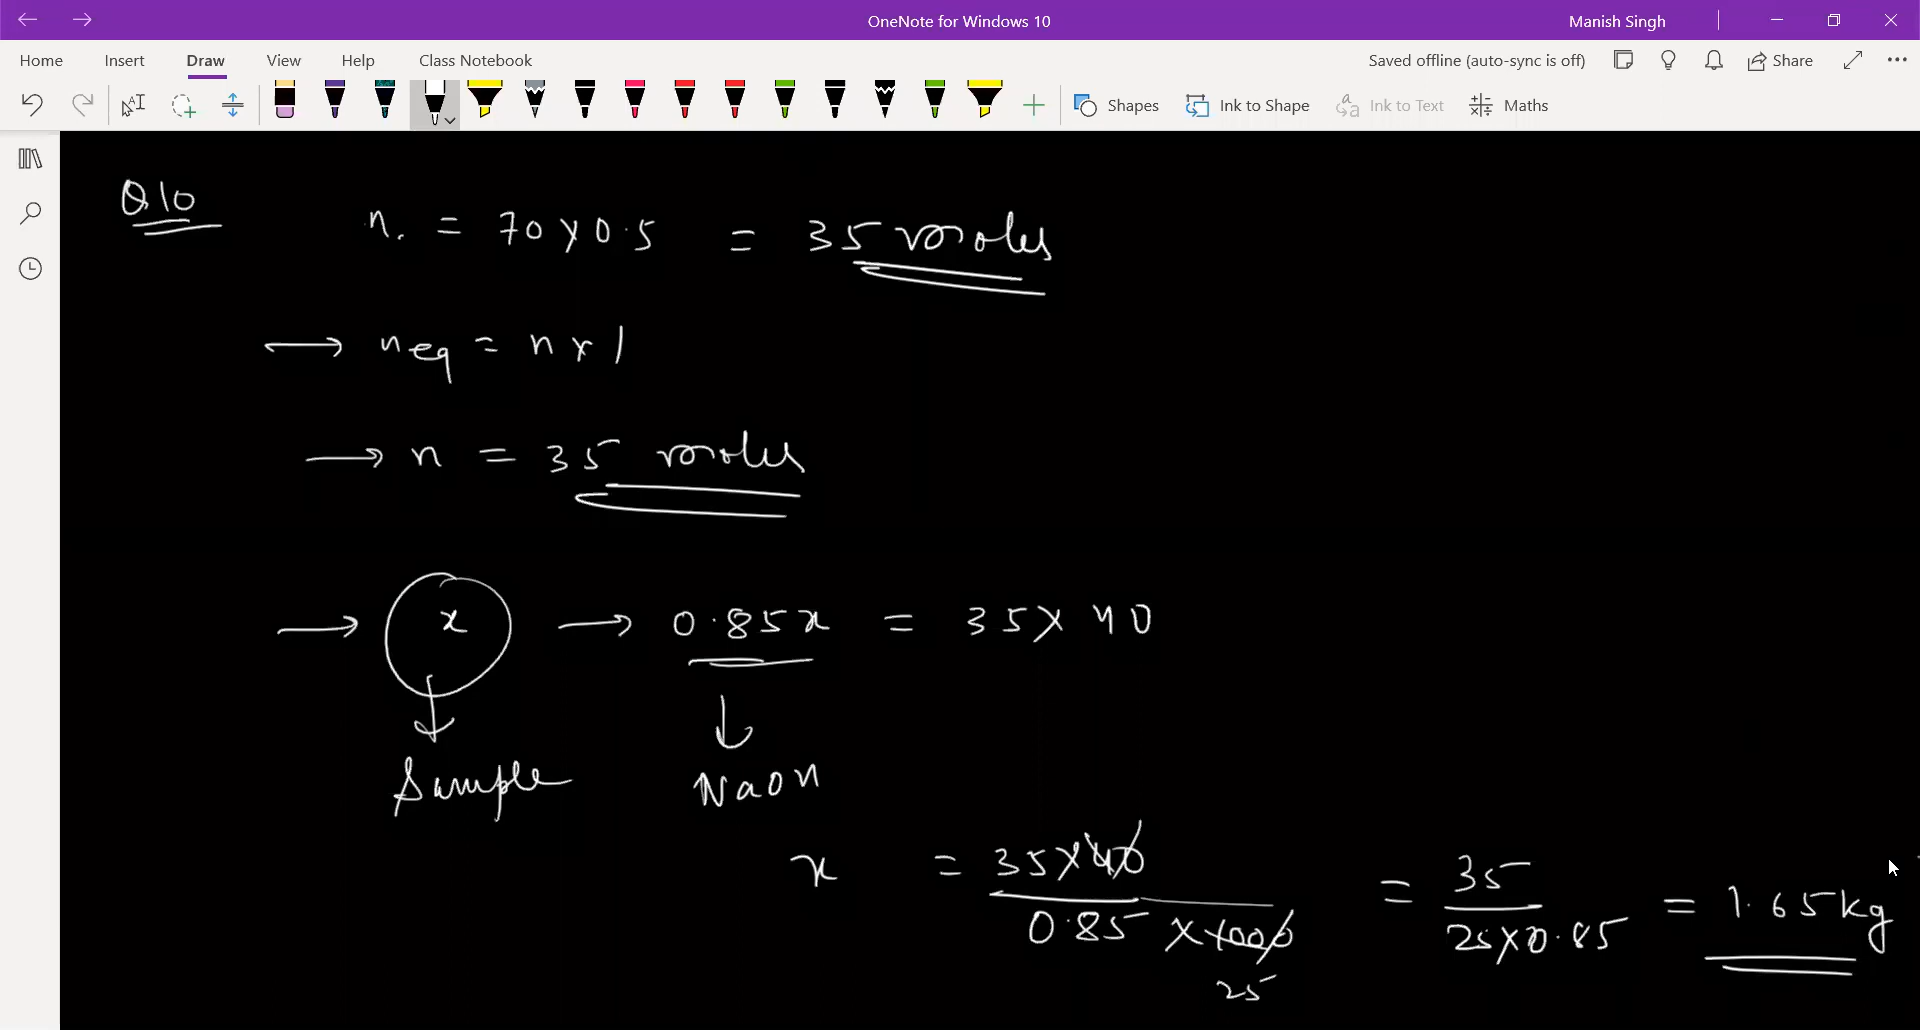 OneNote for Windows 10
Manish Singh
Home Insert Draw View Help Class Notebook
Saved offline (auto-sync is off) Share
Shapes Ink to Shape Ink to Text Maths
Q10
n. = 70 x 0.5 = 35 moles
→ neq = n x 1
→ n = 35 moles
→ x → 0.85x = 35 x 40
↓ ↓
Sample NaOH
x = 35 x 40 / 0.85 x 1000 = 35 / 25 x 0.85 = 1.65 kg
25